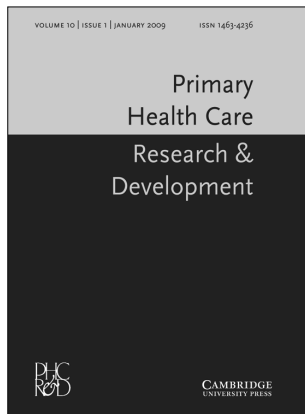 VOLUME 10 | ISSUE 1 | JANUARY 2009 ISSN 1463-4236
Primary
Health Care
Research &
Development
PHC
R&D
CAMBRIDGE
UNIVERSITY PRESS